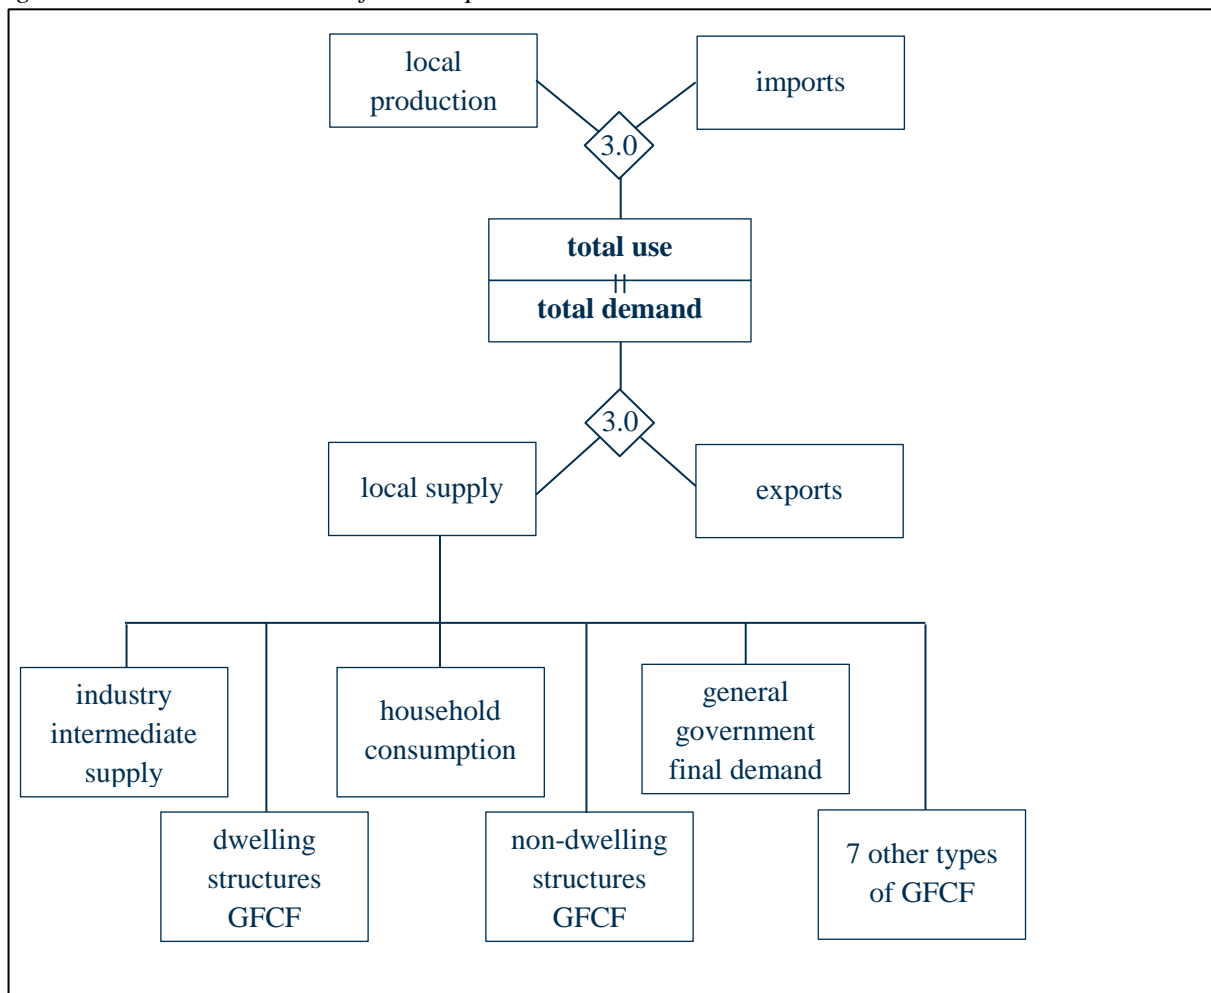 local
production
imports
3.0
total use
total demand
3.0
local supply
exports
industry
intermediate
supply
household
consumption
general
government
final demand
dwelling
structures
GFCF
non-dwelling
structures
GFCF
7 other types
of GFCF